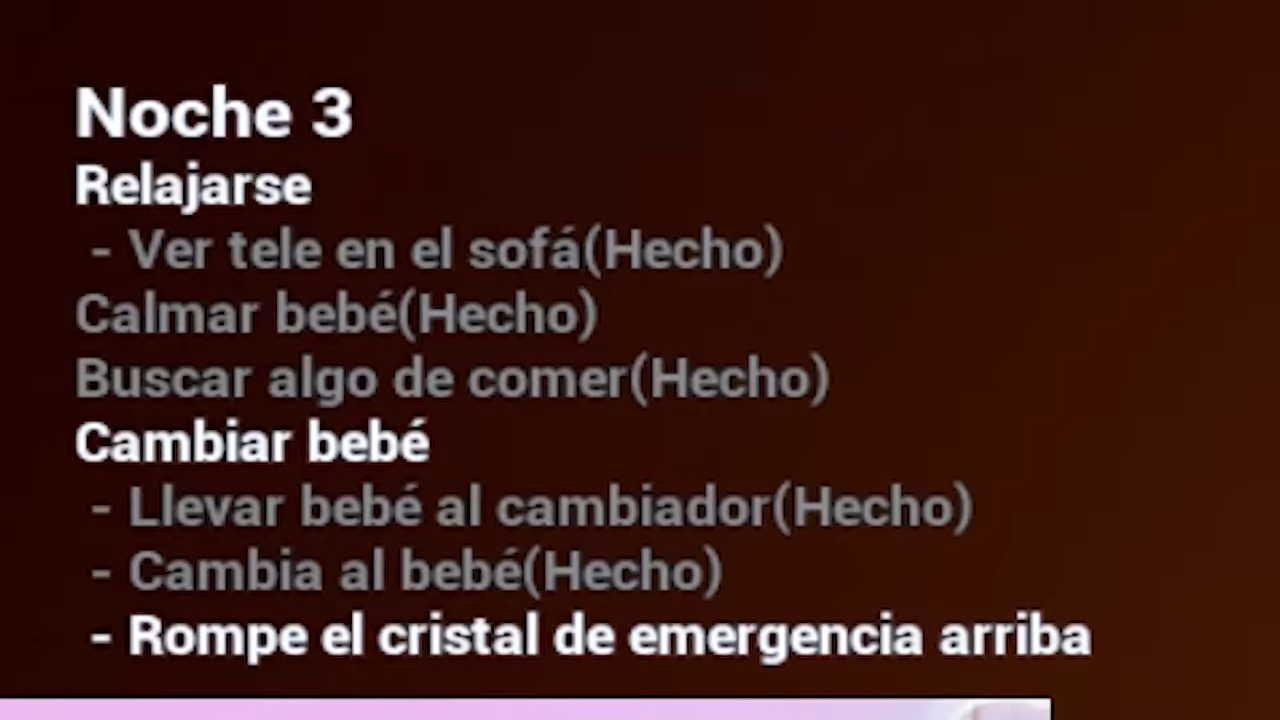 Noche 3
Relajarse
- Ver tele en el sofá(Hecho)
Calmar bebé(Hecho)
Buscar algo de comer(Hecho)
Cambiar bebé
- Llevar bebé al cambiador(Hecho)
- Cambia al bebé(Hecho)
- Rompe el cristal de emergencia arriba